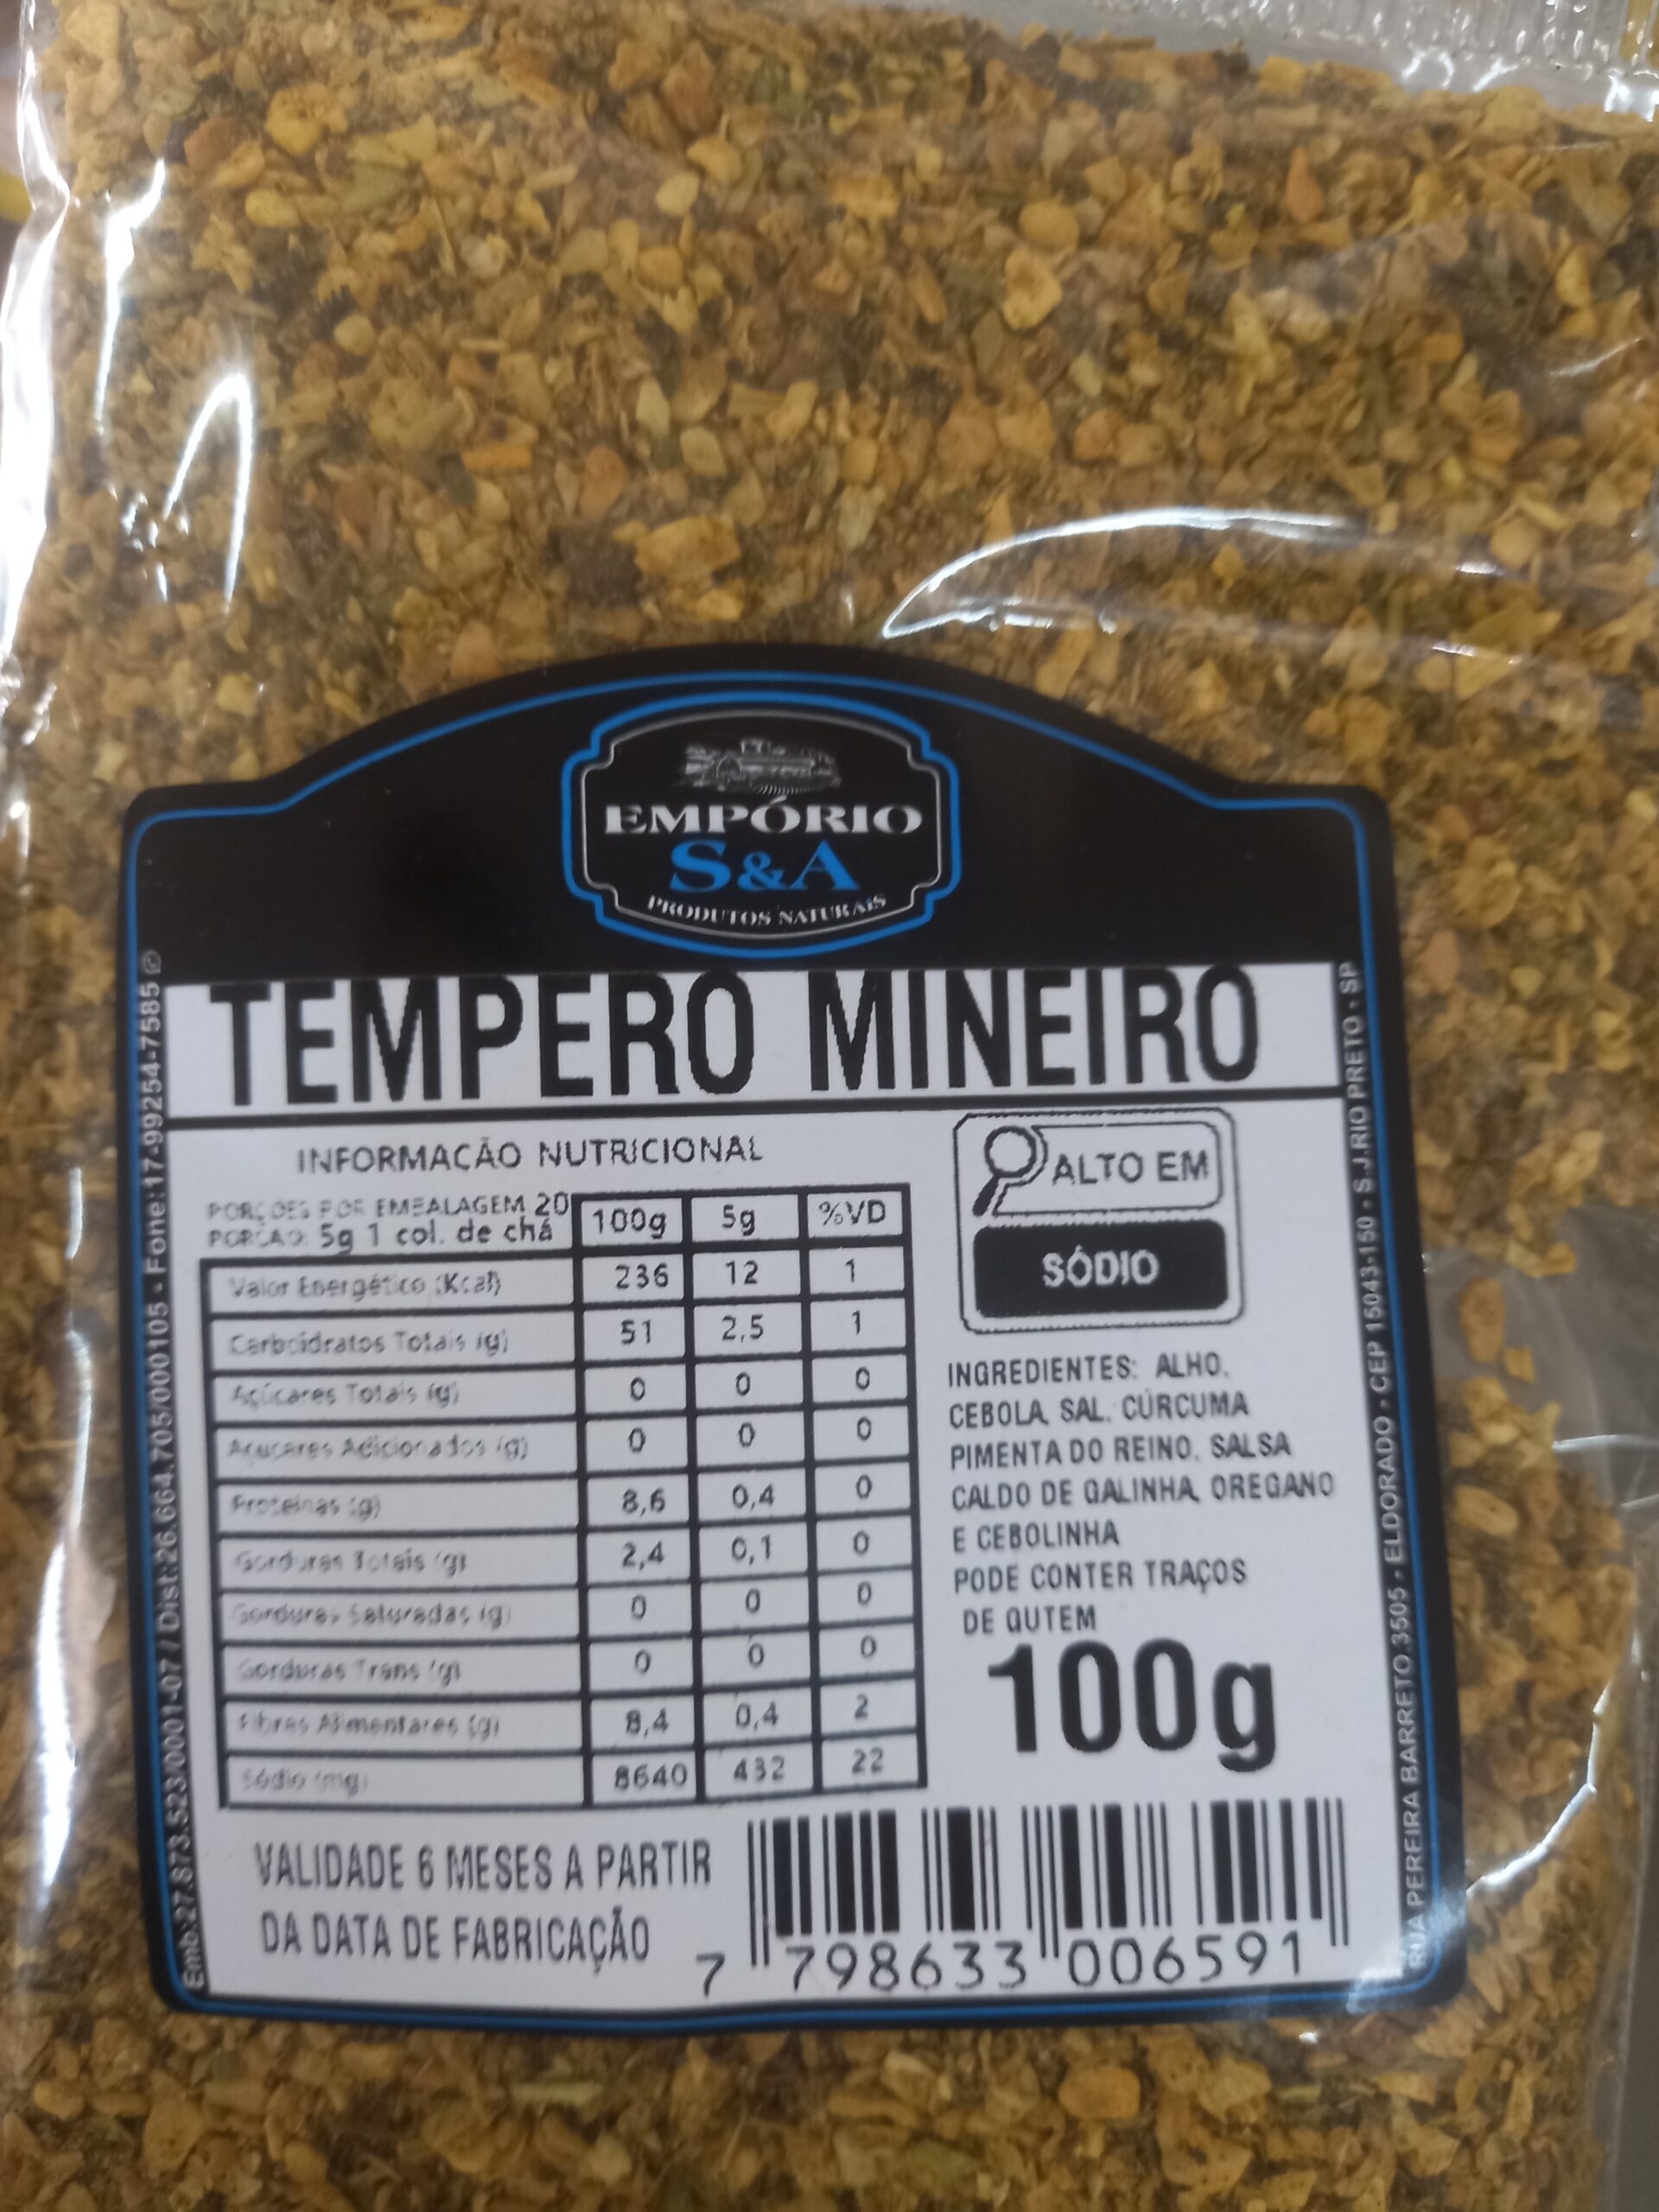 EMPÓRIO
S&A
PRODUTOS NATURAIS
TEMPERO MINEIRO
INFORMAÇÃO NUTRICIONAL
PORÇÕES POR EMBALAGEM 20
PORÇÃO: 5g 1 col. de chá
100g 5g %VD
Valor Energético (Kcal) 236 12 1
Carboidratos Totais (g) 51 2,5 1
Açúcares Totais (g) 0 0 0
Açúcares Adicionados (g) 0 0 0
Proteínas (g) 8,6 0,4 0
Gorduras Totais (g) 2,4 0,1 0
Gorduras Saturadas (g) 0 0 0
Gorduras Trans (g) 0 0 0
Fibras Alimentares (g) 8,4 0,4 2
Sódio (mg) 8640 432 22
ALTO EM
SÓDIO
INGREDIENTES: ALHO,
CEBOLA, SAL, CÚRCUMA
PIMENTA DO REINO, SALSA
CALDO DE GALINHA, OREGANO
E CEBOLINHA
PODE CONTER TRAÇOS
DE GUTEM
100g
VALIDADE 6 MESES A PARTIR
DA DATA DE FABRICAÇÃO
7 798633 006591
Emb:27.873.523/0001-07 / Dist:26.664.705/000105 - Fone:17-99254-7585 ©
RUA PEREIRA BARRETO 3505 - ELDORADO - CEP 15043-150 - S.J.RIO PRETO - SP